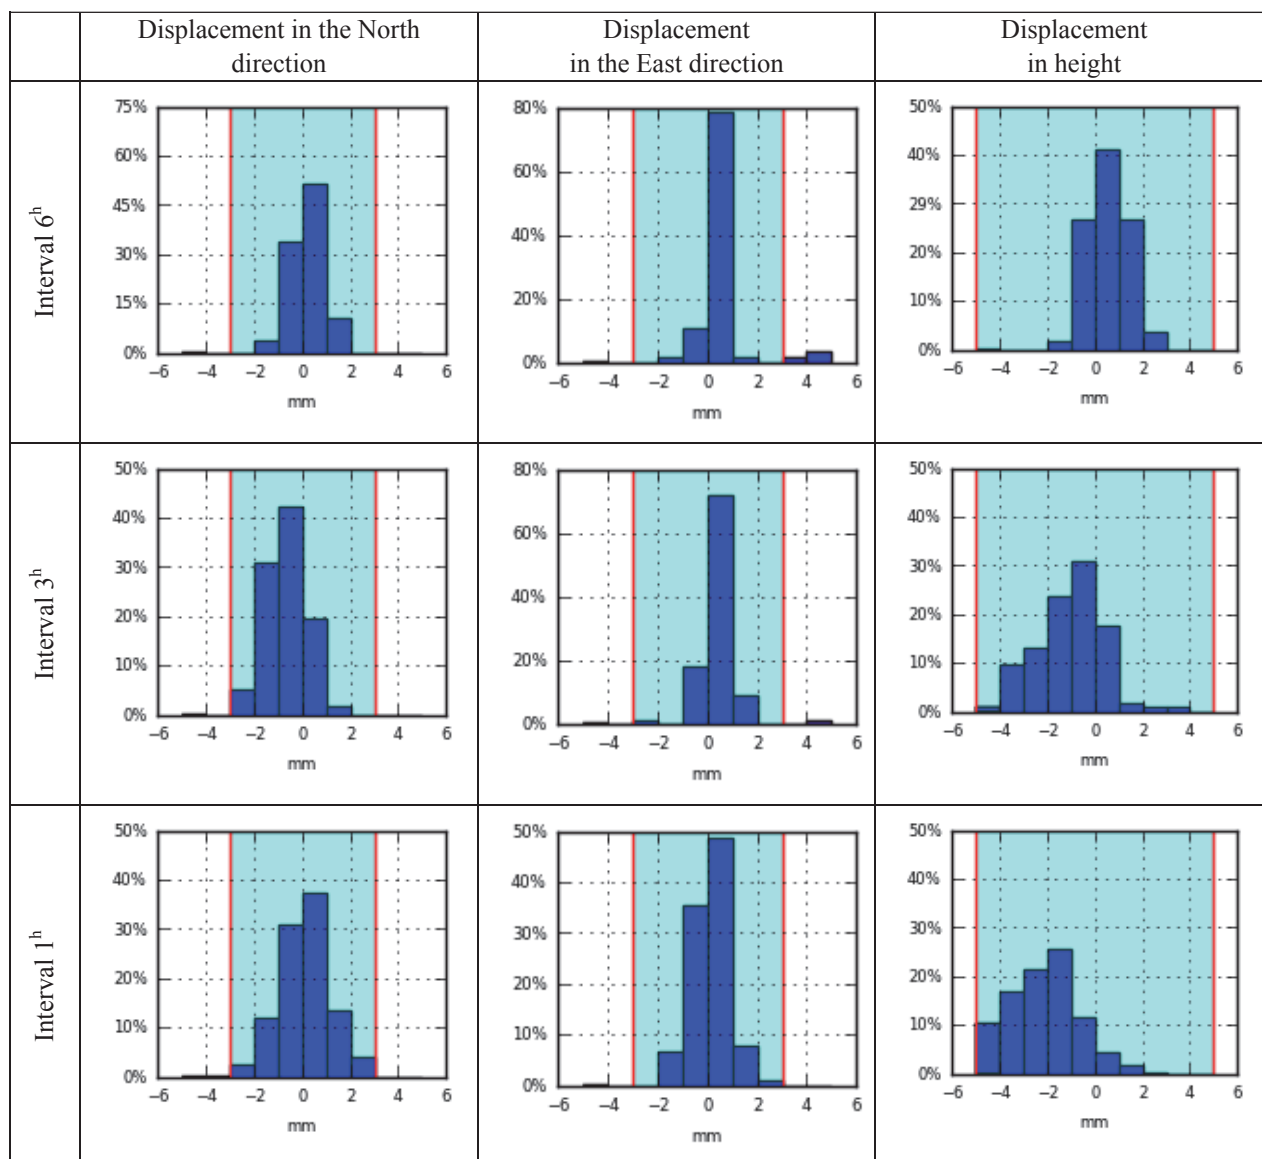 Displacement in the North
direction
Displacement
in the East direction
Displacement
in height
Interval 6h
75%
60%
45%
30%
15%
0%
−6 −4 −2 0 2 4 6
mm
80%
60%
40%
20%
0%
−6 −4 −2 0 2 4 6
mm
50%
40%
29%
20%
10%
0%
−6 −4 −2 0 2 4 6
mm
Interval 3h
50%
40%
30%
20%
10%
0%
−6 −4 −2 0 2 4 6
mm
80%
60%
40%
20%
0%
−6 −4 −2 0 2 4 6
mm
50%
40%
30%
20%
10%
0%
−6 −4 −2 0 2 4 6
mm
Interval 1h
50%
40%
30%
20%
10%
0%
−6 −4 −2 0 2 4 6
mm
50%
40%
30%
20%
10%
0%
−6 −4 −2 0 2 4 6
mm
50%
40%
30%
20%
10%
0%
−6 −4 −2 0 2 4 6
mm